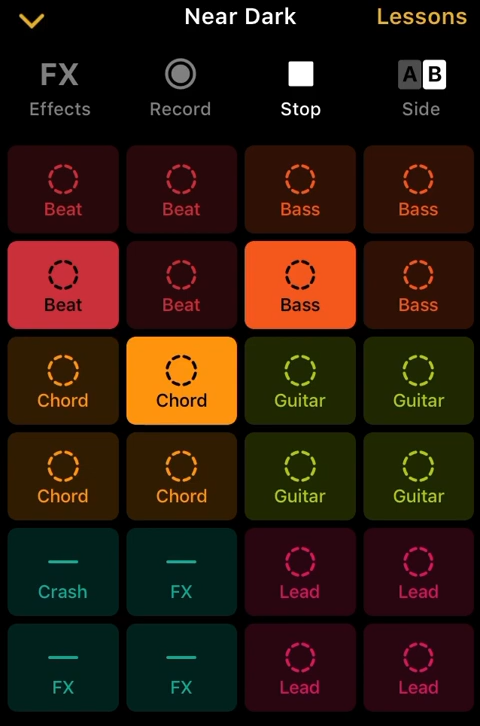 Near Dark Lessons
FX
Effects Record Stop Side
A B
Beat Beat Bass Bass
Beat Beat Bass Bass
Chord Chord Guitar Guitar
Chord Chord Guitar Guitar
Crash FX Lead Lead
FX FX Lead Lead